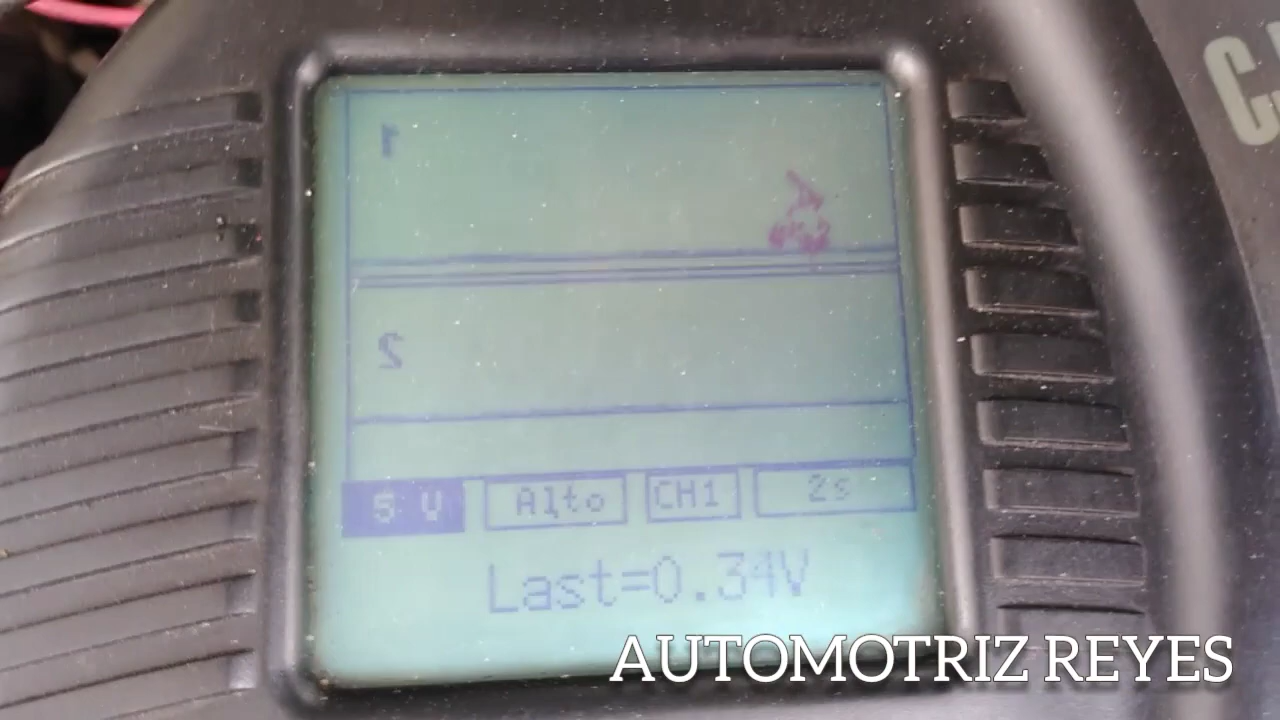 1
2
5 V Alto CH1 2s
Last=0.34V
AUTOMOTRIZ REYES